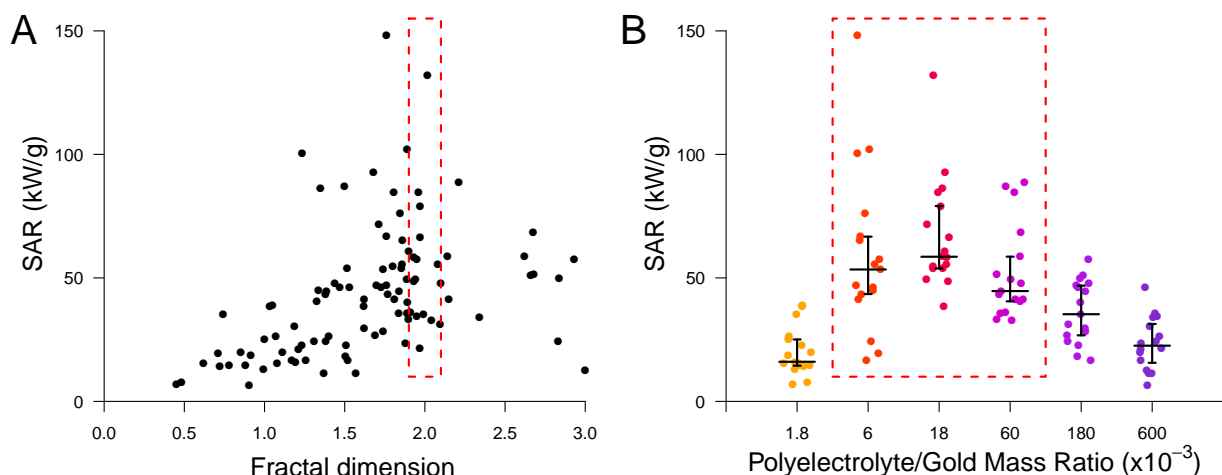 A
SAR (kW/g)
150
100
50
0
0.0 0.5 1.0 1.5 2.0 2.5 3.0
Fractal dimension
B
SAR (kW/g)
150
100
50
0
1.8 6 18 60 180 600
Polyelectrolyte/Gold Mass Ratio (x10⁻³)